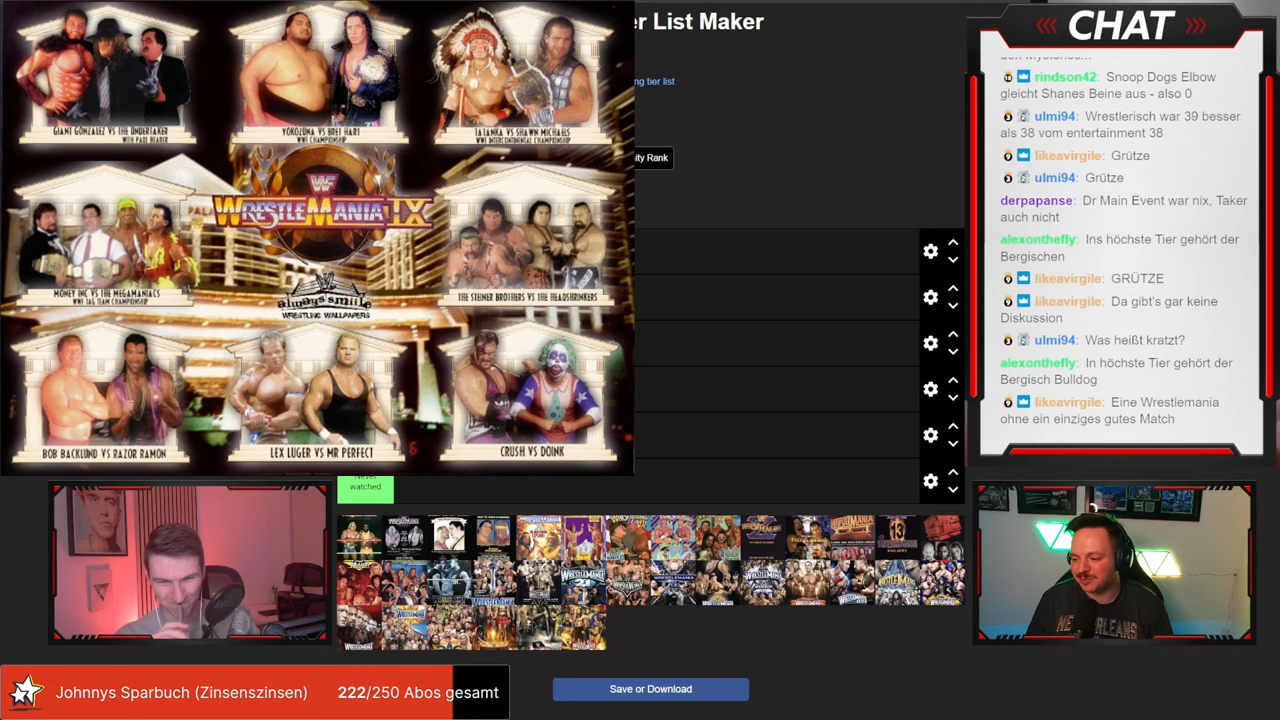 er List Maker
ng tier list
ity Rank
GIANT GONZALEZ VS THE UNDERTAKER
WITH PAUL BEARER
YOKOZUNA VS BRET HART
WWF CHAMPIONSHIP
TATANKA VS SHAWN MICHAELS
WWF INTERCONTINENTAL CHAMPIONSHIP
WRESTLEMANIA IX
MONEY INC VS THE MEGAMANIACS
WWF TAG TEAM CHAMPIONSHIP
always smile
WRESTLING WALLPAPERS
THE STEINER BROTHERS VS THE HEADSHRINKERS
BOB BACKLUND VS RAZOR RAMON
LEX LUGER VS MR PERFECT
CRUSH VS DOINK
Never
watched
CHAT
rindson42: Snoop Dogs Elbow
gleicht Shanes Beine aus - also 0
ulmi94: Wrestlerisch war 39 besser
als 38 vom entertainment 38
likeavirgile: Grütze
ulmi94: Grütze
derpapanse: Dr Main Event war nix, Taker
auch nicht
alexonthefly: Ins höchste Tier gehört der
Bergischen
likeavirgile: GRÜTZE
likeavirgile: Da gibt's gar keine
Diskussion
ulmi94: Was heißt kratzt?
alexonthefly: In höchste Tier gehört der
Bergisch Bulldog
likeavirgile: Eine Wrestlemania
ohne ein einziges gutes Match
Johnnys Sparbuch (Zinsenszinsen) 222/250 Abos gesamt
Save or Download